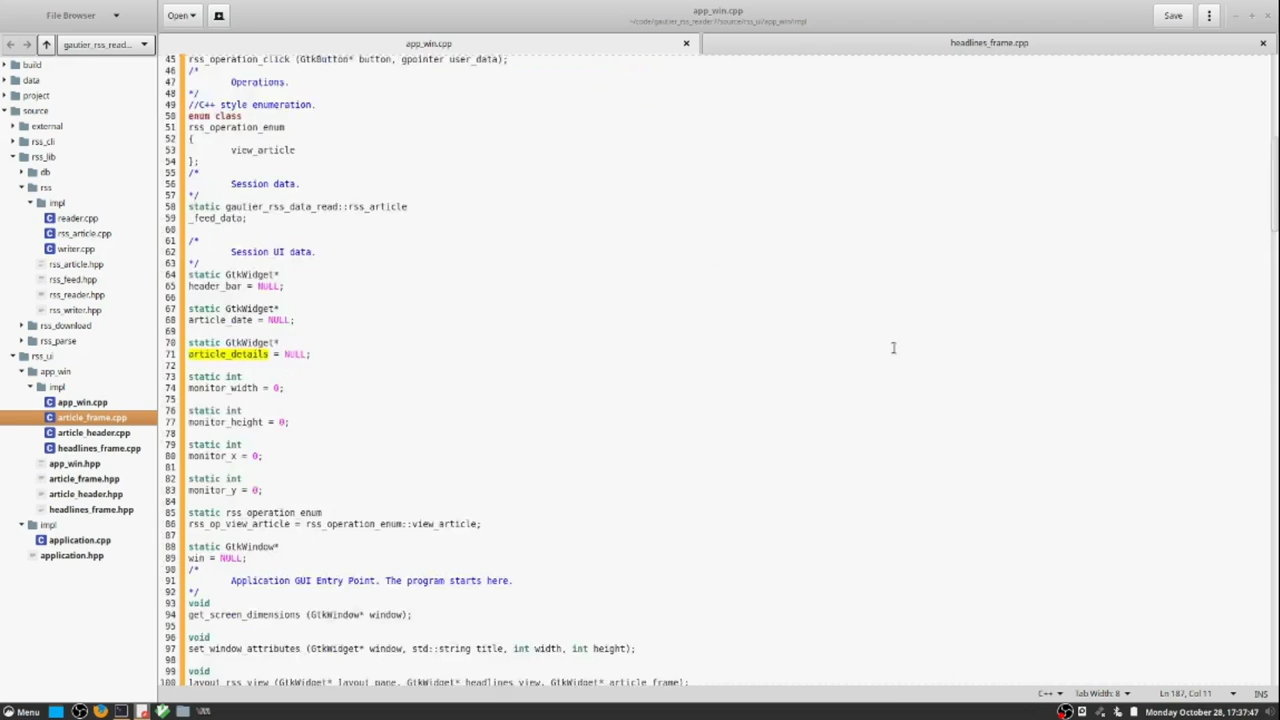 File Browser
Open
app_win.cpp
~/code/gautier_rss_reader7/source/rss_ui/app_win/impl
Save
gautier_rss_read...
app_win.cpp
headlines_frame.cpp
build
data
project
source
external
rss_cli
rss_lib
db
rss
impl
reader.cpp
rss_article.cpp
writer.cpp
rss_article.hpp
rss_feed.hpp
rss_reader.hpp
rss_writer.hpp
rss_download
rss_parse
rss_ui
app_win
impl
app_win.cpp
article_frame.cpp
article_header.cpp
headlines_frame.cpp
app_win.hpp
article_frame.hpp
article_header.hpp
headlines_frame.hpp
impl
application.cpp
application.hpp
45 rss_operation_click (GtkButton* button, gpointer user_data);
46 /*
47 Operations.
48 */
49 //C++ style enumeration.
50 enum class
51 rss_operation_enum
52 {
53 view_article
54 };
55 /*
56 Session data.
57 */
58 static gautier_rss_data_read::rss_article
59 _feed_data;
60
61 /*
62 Session UI data.
63 */
64 static GtkWidget*
65 header_bar = NULL;
66
67 static GtkWidget*
68 article_date = NULL;
69
70 static GtkWidget*
71 article_details = NULL;
72
73 static int
74 monitor_width = 0;
75
76 static int
77 monitor_height = 0;
78
79 static int
80 monitor_x = 0;
81
82 static int
83 monitor_y = 0;
84
85 static rss_operation_enum
86 rss_op_view_article = rss_operation_enum::view_article;
87
88 static GtkWindow*
89 win = NULL;
90 /*
91 Application GUI Entry Point. The program starts here.
92 */
93 void
94 get_screen_dimensions (GtkWindow* window);
95
96 void
97 set_window_attributes (GtkWidget* window, std::string title, int width, int height);
98
99 void
100 layout_rss_view (GtkWidget* layout_pane, GtkWidget* headlines_view, GtkWidget* article_frame);
C++ Tab Width: 8 Ln 187, Col 11 INS
Menu
Monday October 28, 17:37:47